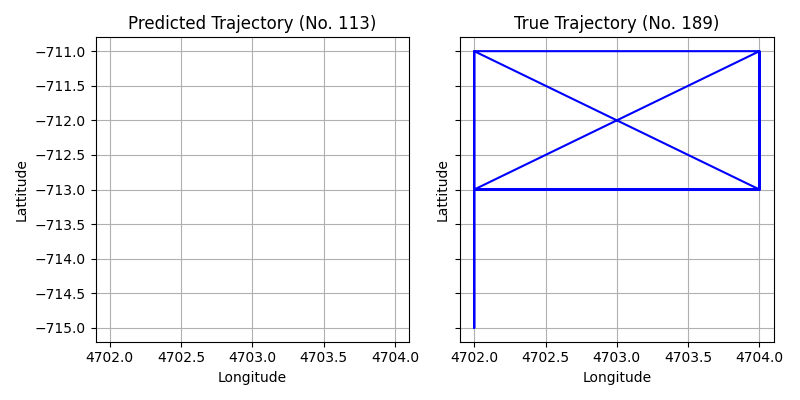 Predicted Trajectory (No. 113)
True Trajectory (No. 189)
Lattitude
−711.0
−711.5
−712.0
−712.5
−713.0
−713.5
−714.0
−714.5
−715.0
4702.0 4702.5 4703.0 4703.5 4704.0
Longitude
Lattitude
4702.0 4702.5 4703.0 4703.5 4704.0
Longitude